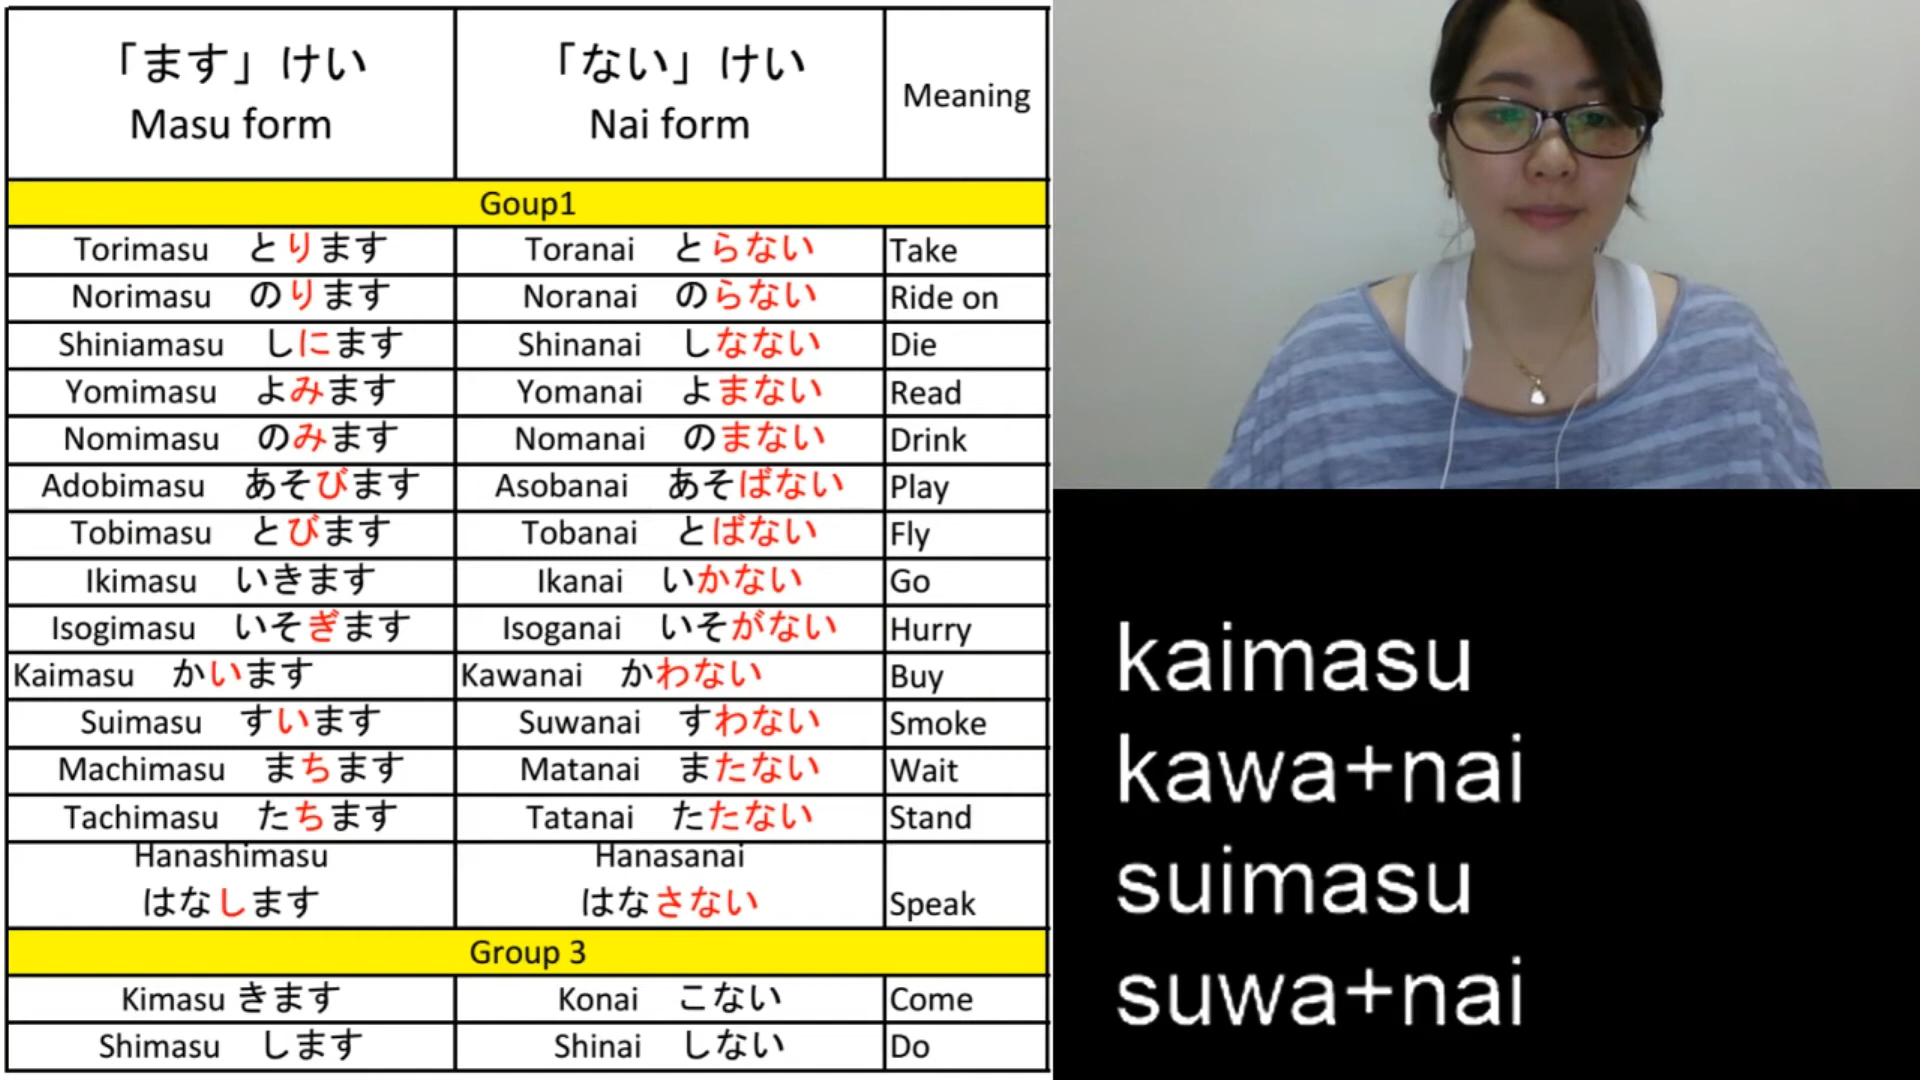 「ます」けい 「ない」けい Meaning
Masu form Nai form
Goup1
Torimasu とります Toranai とらない Take
Norimasu のります Noranai のらない Ride on
Shiniamasu しにます Shinanai しなない Die
Yomimasu よみます Yomanai よまない Read
Nomimasu のみます Nomanai のまない Drink
Adobimasu あそびます Asobanai あそばない Play
Tobimasu とびます Tobanai とばない Fly
Ikimasu いきます Ikanai いかない Go
Isogimasu いそぎます Isoganai いそがない Hurry
Kaimasu かいます Kawanai かわない Buy
Suimasu すいます Suwanai すわない Smoke
Machimasu まちます Matanai またない Wait
Tachimasu たちます Tatanai たたない Stand
Hanashimasu Hanasanai
はなします はなさない Speak
Group 3
Kimasu きます Konai こない Come
Shimasu します Shinai しない Do
kaimasu
kawa+nai
suimasu
suwa+nai